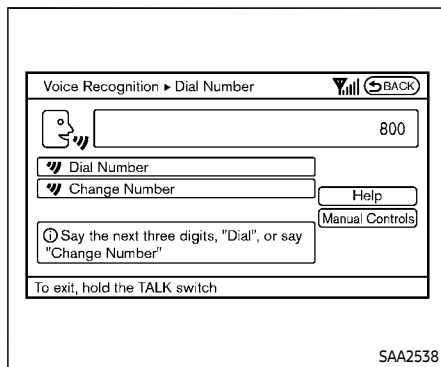 Voice Recognition ▸ Dial Number
BACK
800
Dial Number
Change Number
Help
Manual Controls
Say the next three digits, "Dial", or say
"Change Number"
To exit, hold the TALK switch
SAA2538